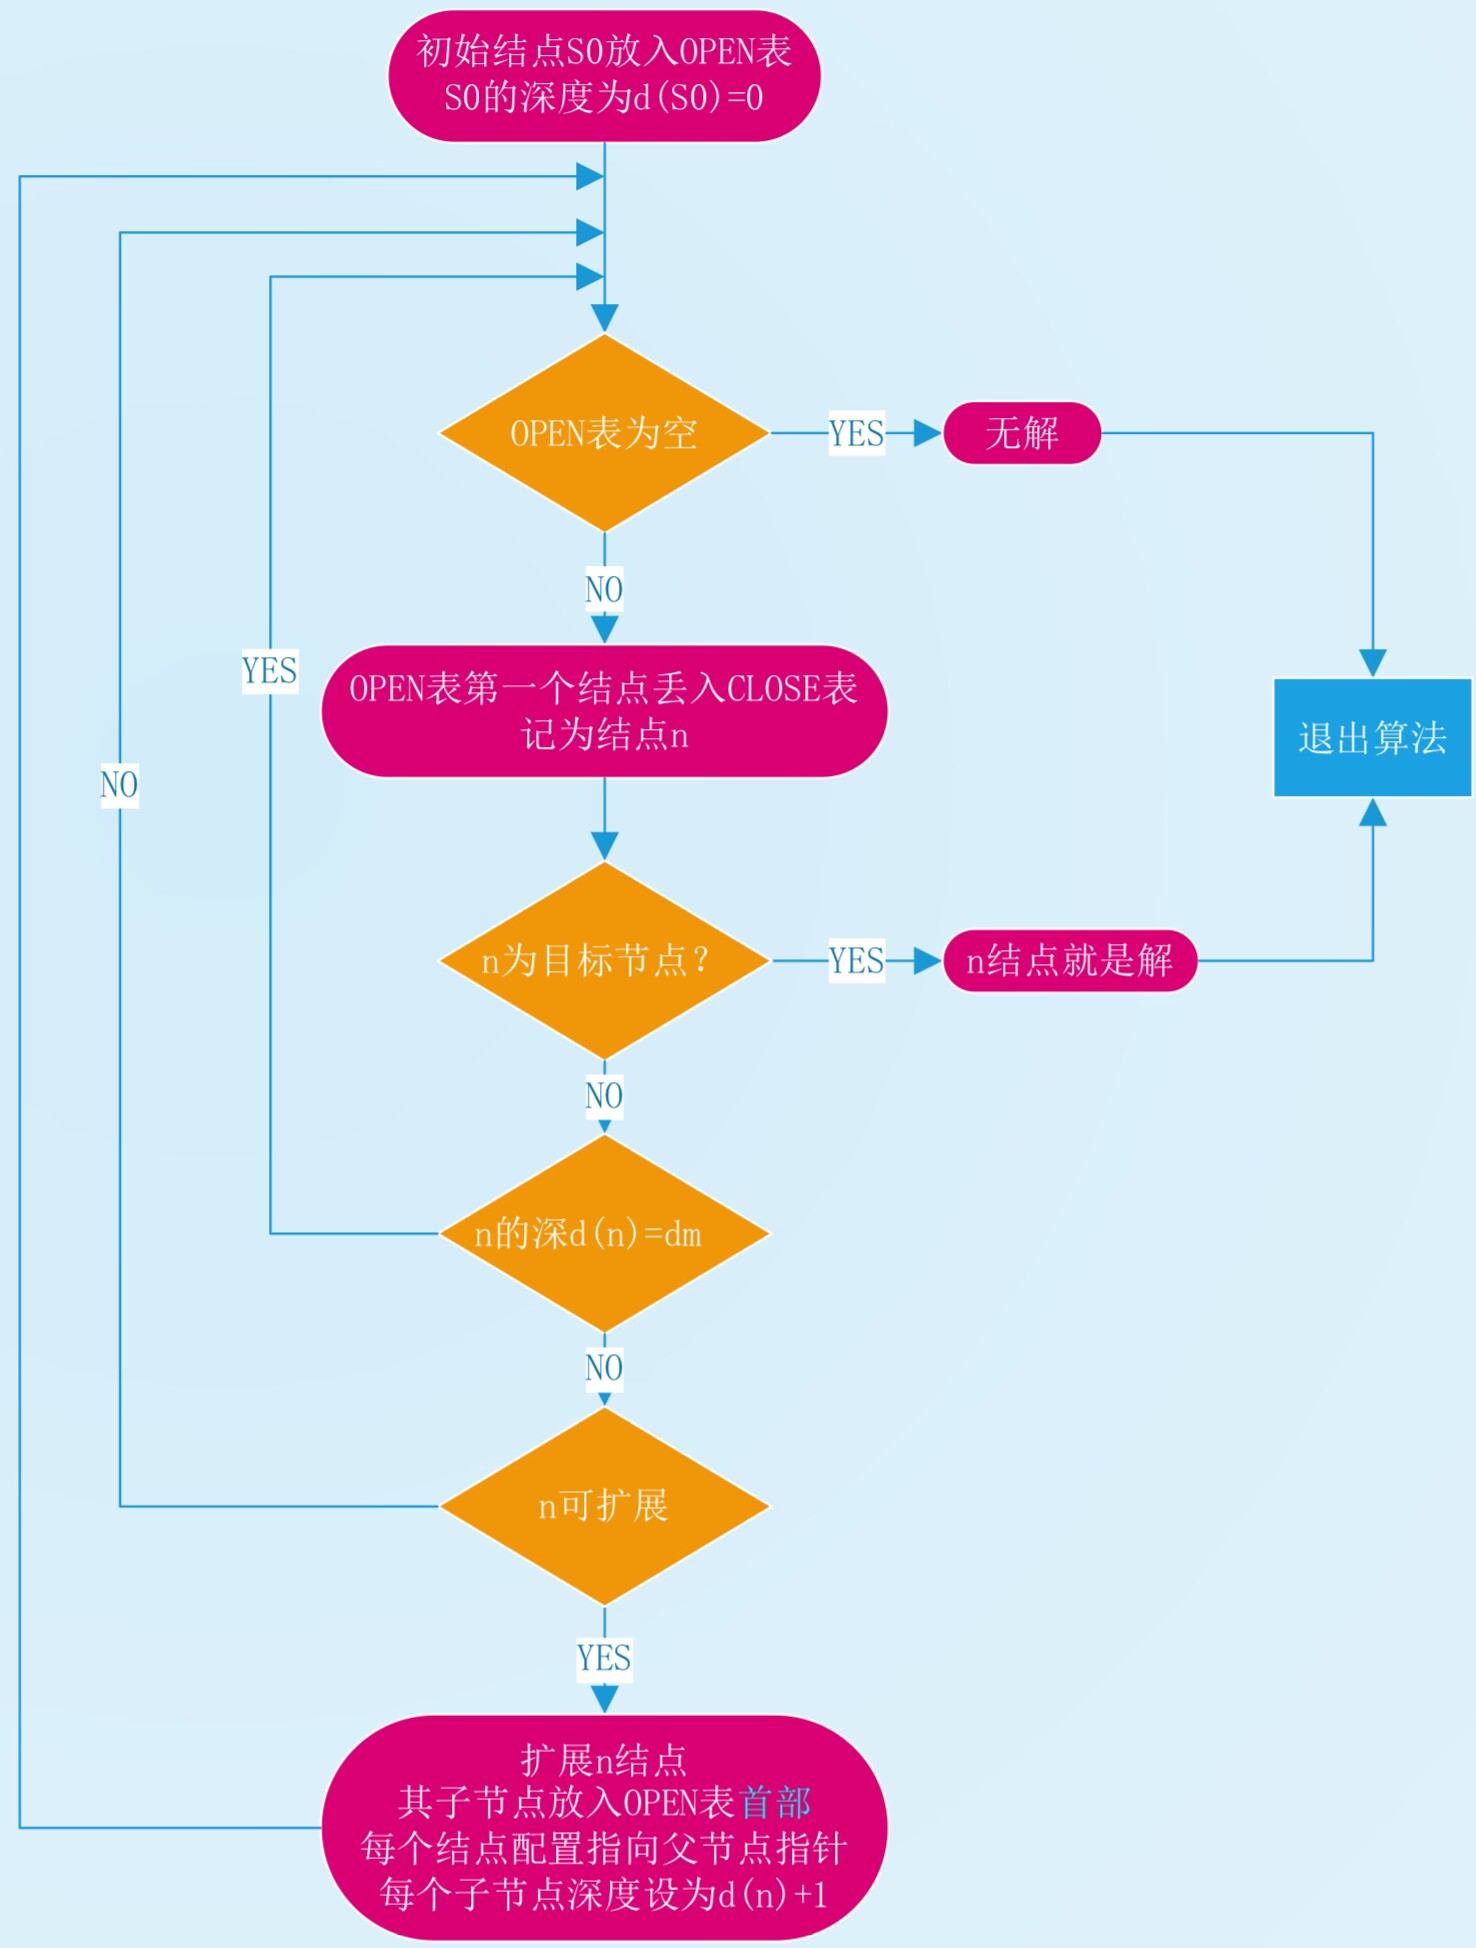 初始结点S0放入OPEN表
S0的深度为d(S0)=0
OPEN表为空
YES
无解
NO
OPEN表第一个结点丢入CLOSE表
记为结点n
YES
退出算法
NO
n为目标节点？
YES
n结点就是解
NO
n的深d(n)=dm
NO
n可扩展
YES
扩展n结点
其子节点放入OPEN表首部
每个结点配置指向父节点指针
每个子节点深度设为d(n)+1